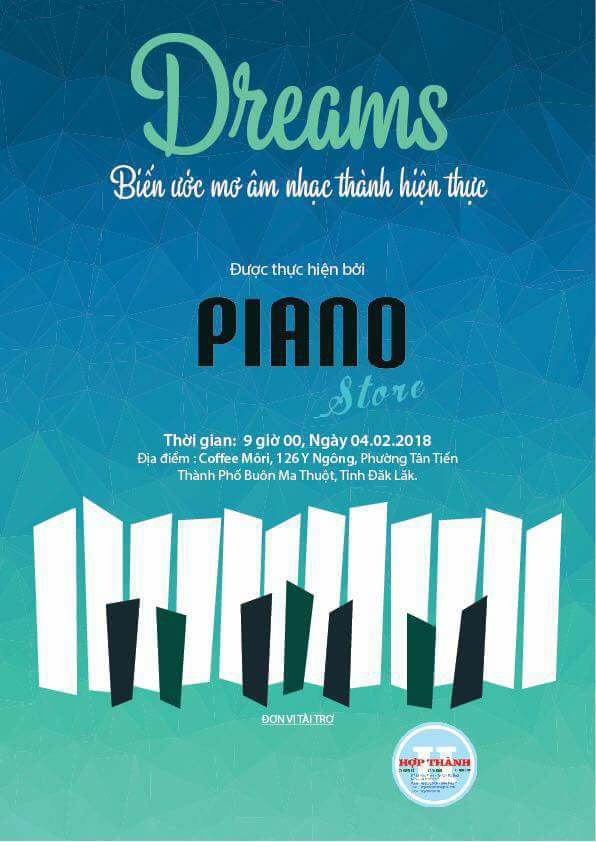 Dreams
Biến ước mơ âm nhạc thành hiện thực
Được thực hiện bởi
PIANO
Store
Thời gian: 9 giờ 00, Ngày 04.02.2018
Địa điểm : Coffee Môri, 126 Y Ngông, Phường Tân Tiến
Thành Phố Buôn Ma Thuột, Tỉnh Đăk Lăk.
ĐƠN VỊ TÀI TRỢ
HỢP THÀNH